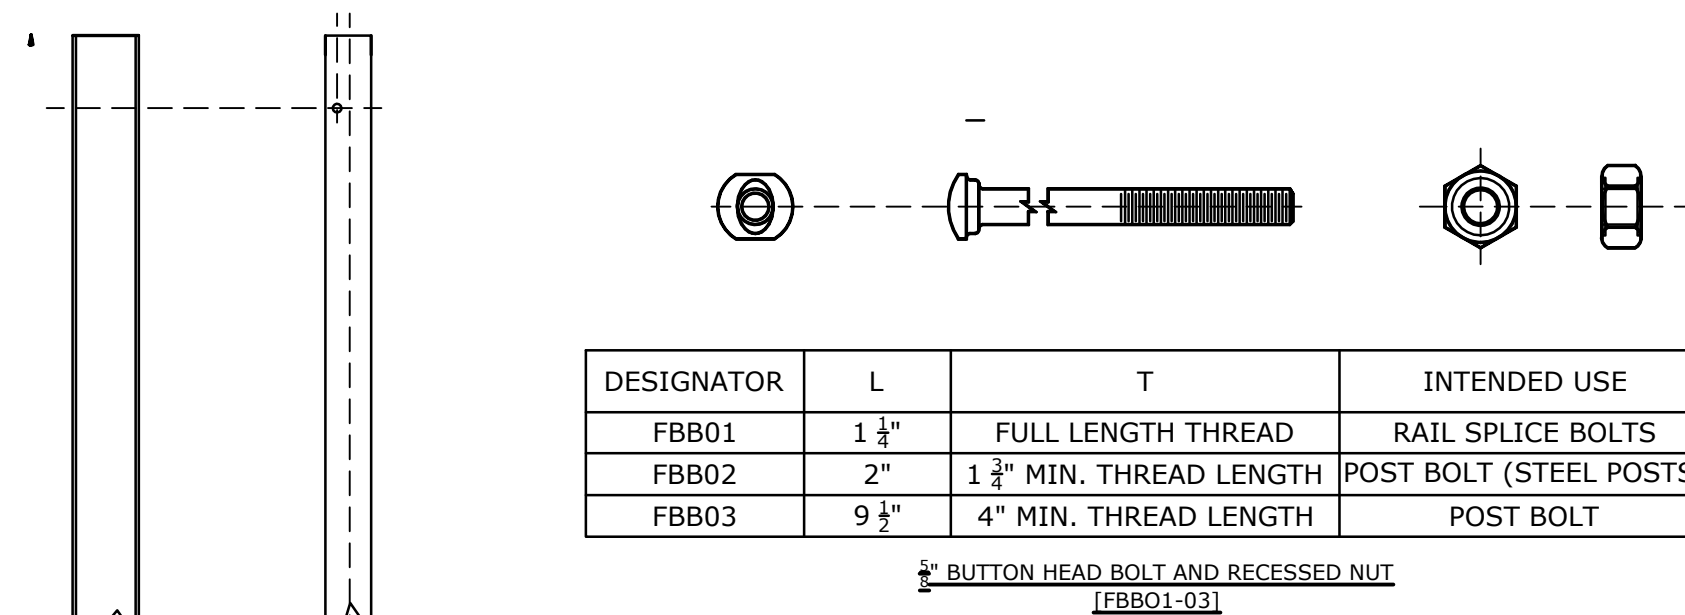 DESIGNATOR L T INTENDED USE
FBB01 1 1/4" FULL LENGTH THREAD RAIL SPLICE BOLTS
FBB02 2" 1 3/4" MIN. THREAD LENGTH POST BOLT (STEEL POSTS
FBB03 9 1/2" 4" MIN. THREAD LENGTH POST BOLT
5/8" BUTTON HEAD BOLT AND RECESSED NUT
[FBBO1-03]